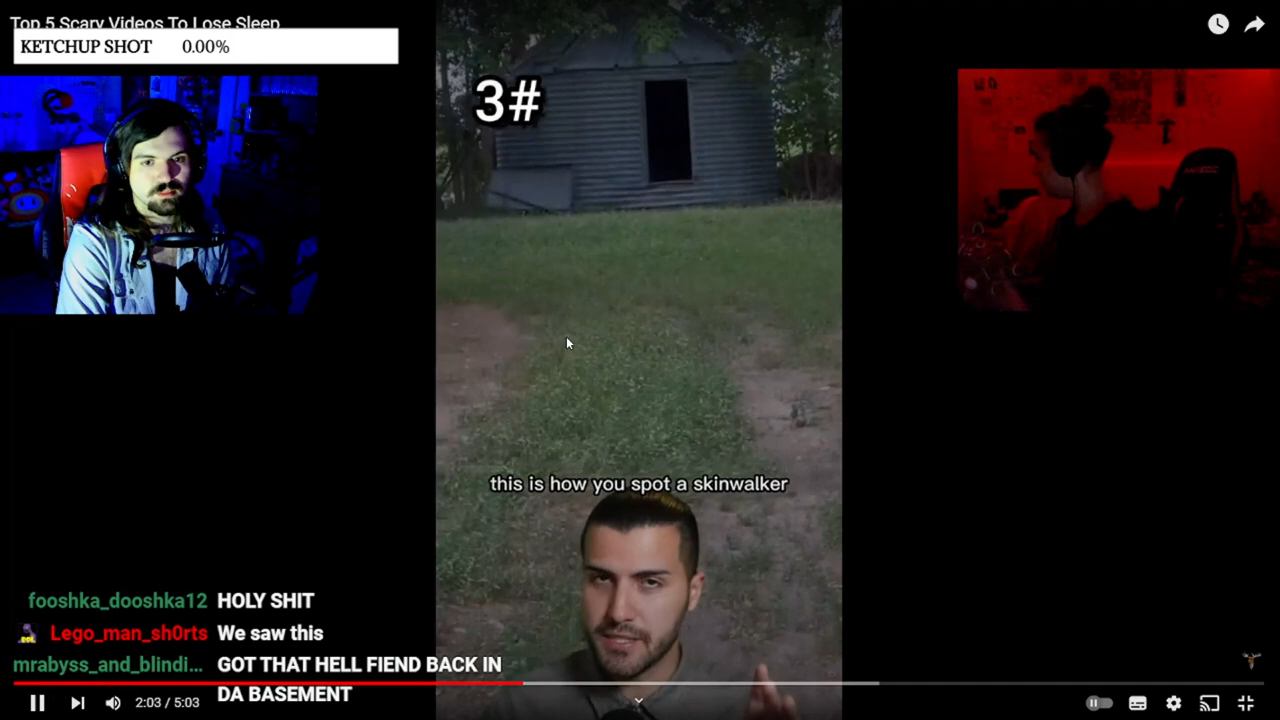 Top 5 Scary Videos To Lose Sleep
KETCHUP SHOT 0.00%
3#
this is how you spot a skinwalker
fooshka_dooshka12 HOLY SHIT
Lego_man_sh0rts We saw this
mrabyss_and_blindi... GOT THAT HELL FIEND BACK IN
DA BASEMENT
2:03 / 5:03